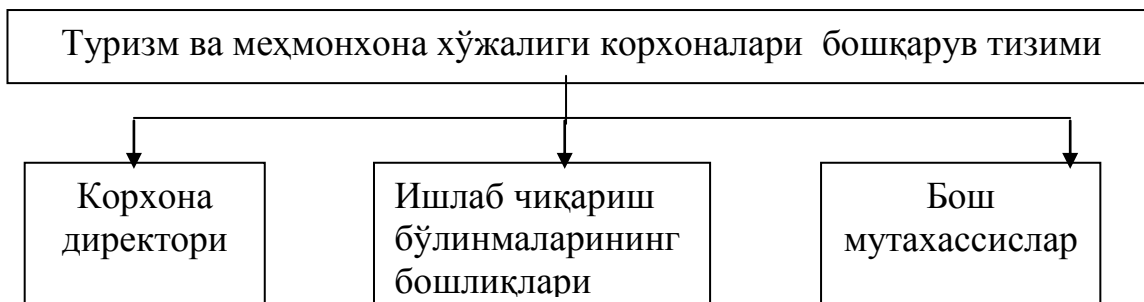 Туризм ва меҳмонхона хўжалиги корхоналари бошқарув тизими
Корхона
директори
Ишлаб чиқариш
бўлинмаларининг
бошлиқлари
Бош
мутахассислар